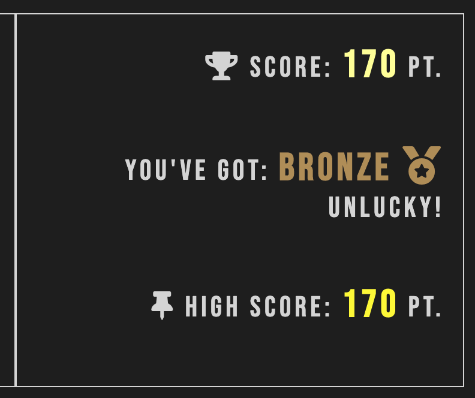 SCORE: 170 PT.
YOU'VE GOT: BRONZE
UNLUCKY!
HIGH SCORE: 170 PT.